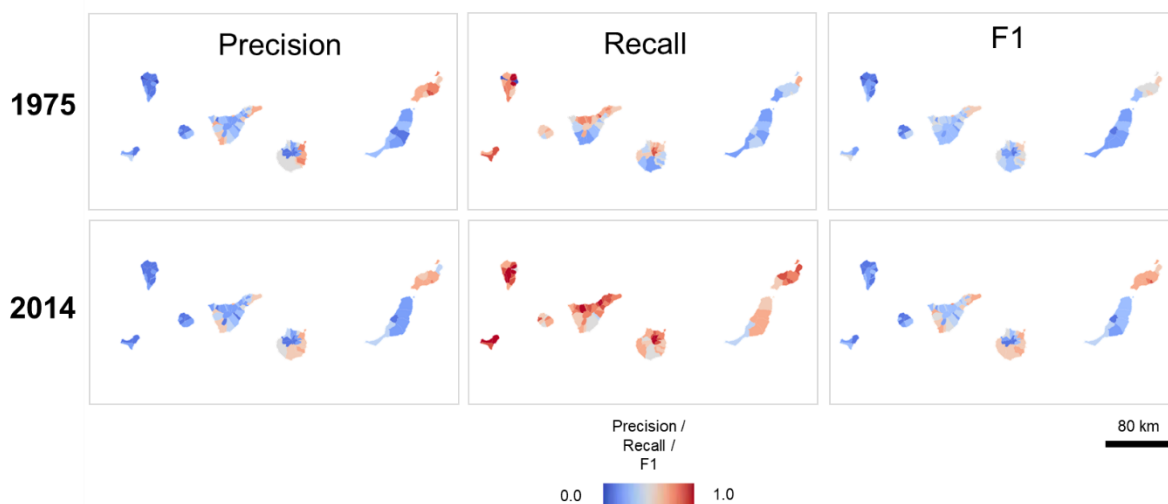 Precision
Recall
F1
1975
2014
Precision /
Recall /
F1
0.0
1.0
80 km